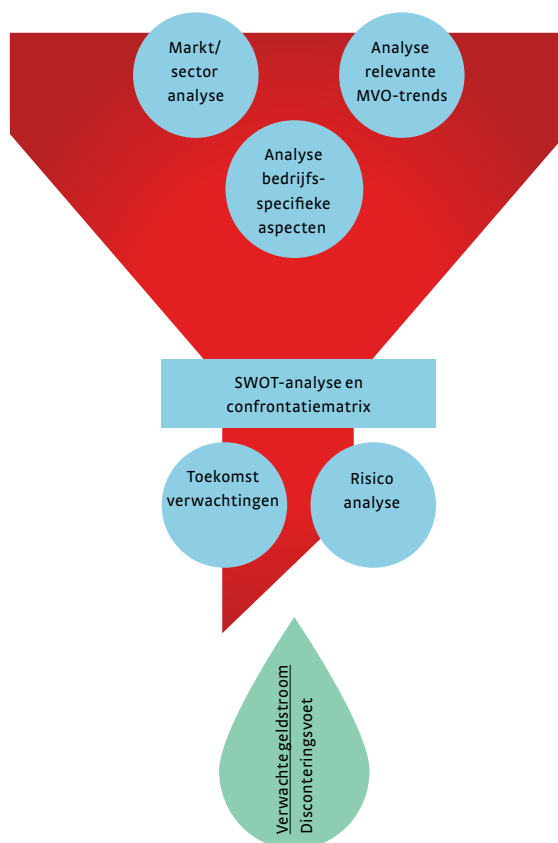 Markt/
sector
analyse
Analyse
relevante
MVO-trends
Analyse
bedrijfs-
specifieke
aspecten
SWOT-analyse en
confrontatiematrix
Toekomst
verwachtingen
Risico
analyse
Verwachte geldstroom
Disconteringsvoet